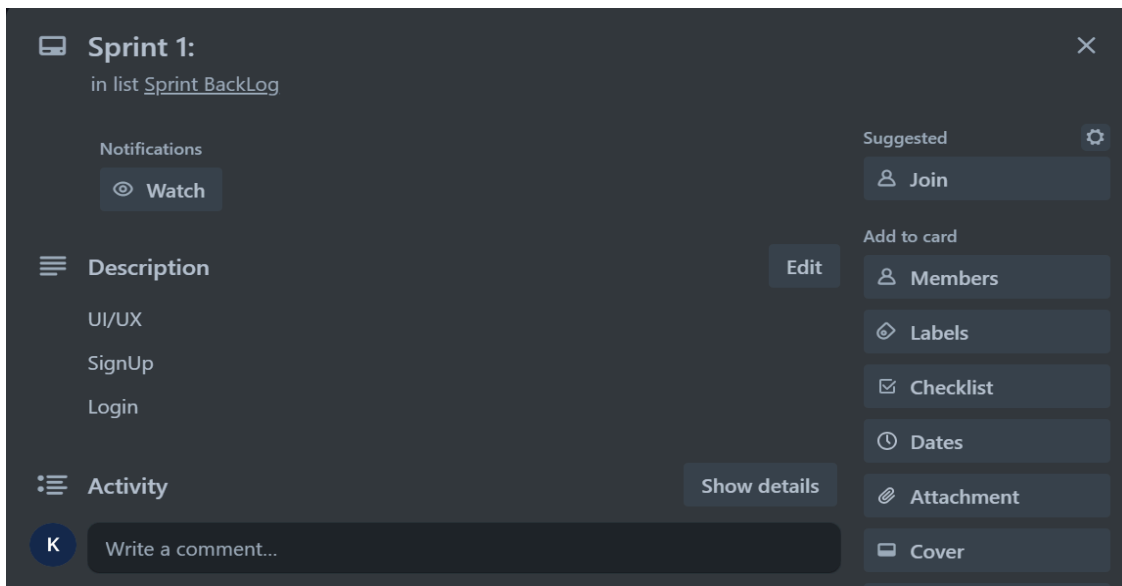 Sprint 1:
in list Sprint BackLog
Notifications
Watch
Description
Edit
UI/UX
SignUp
Login
Activity
Show details
K
Write a comment...
Suggested
Join
Add to card
Members
Labels
Checklist
Dates
Attachment
Cover